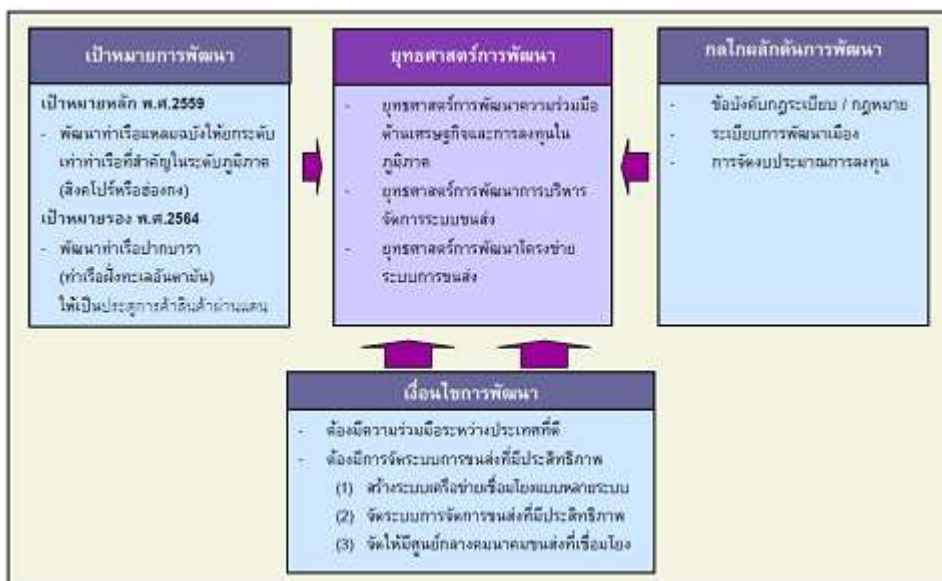 เป้าหมายการพัฒนา
เป้าหมายหลัก พ.ศ.2559
- พัฒนาท่าเรือแหลมฉบังให้ยกระดับ
เท่าท่าเรือที่สำคัญในระดับภูมิภาค
(สิงคโปร์หรือฮ่องกง)
เป้าหมายรอง พ.ศ.2564
- พัฒนาท่าเรือปากบารา
(ท่าเรือฝั่งทะเลอันดามัน)
ให้เป็นประตูการค้าสินค้าผ่านแดน
ยุทธศาสตร์การพัฒนา
- ยุทธศาสตร์การพัฒนาความร่วมมือ
ด้านเศรษฐกิจและการลงทุนใน
ภูมิภาค
- ยุทธศาสตร์การพัฒนาการบริหาร
จัดการระบบขนส่ง
- ยุทธศาสตร์การพัฒนาโครงข่าย
ระบบการขนส่ง
กลไกผลักดันการพัฒนา
- ข้อบังคับกฎระเบียบ / กฎหมาย
- ระเบียบการพัฒนาเมือง
- การจัดงบประมาณการลงทุน
เงื่อนไขการพัฒนา
- ต้องมีความร่วมมือระหว่างประเทศที่ดี
- ต้องมีการจัดระบบการขนส่งที่มีประสิทธิภาพ
(1) สร้างระบบเครือข่ายเชื่อมโยงแบบหลายระบบ
(2) จัดระบบการจัดการขนส่งที่มีประสิทธิภาพ
(3) จัดให้มีศูนย์กลางคมนาคมขนส่งที่เชื่อมโยง